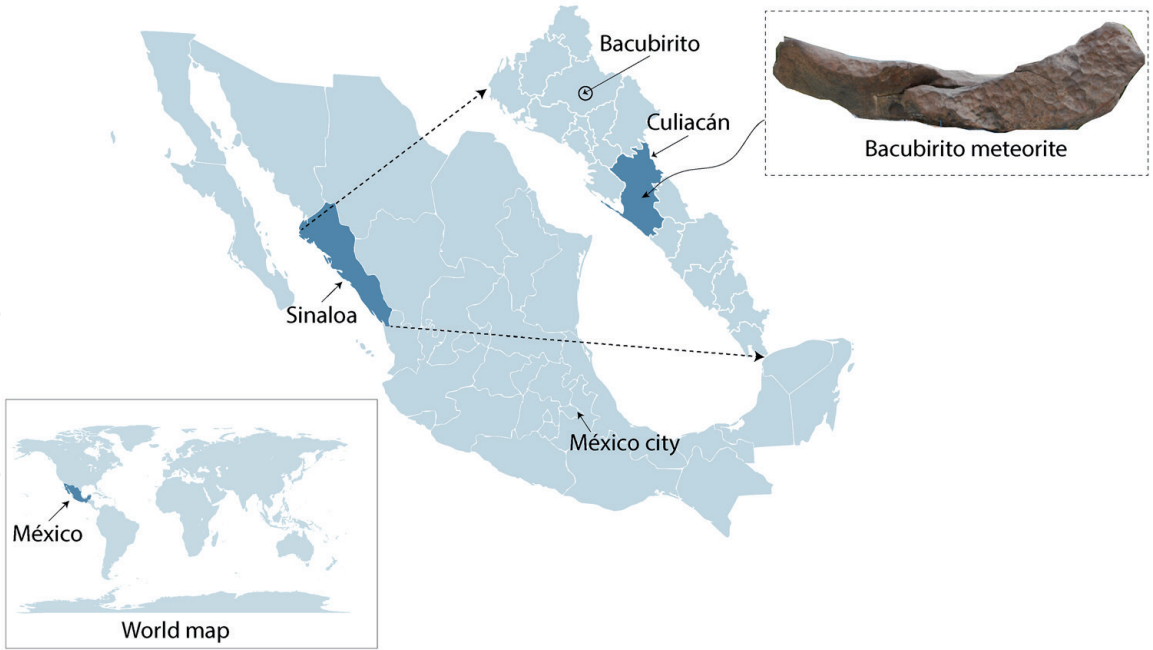 Bacubirito
Culiacán
Bacubirito meteorite
Sinaloa
México city
México
World map